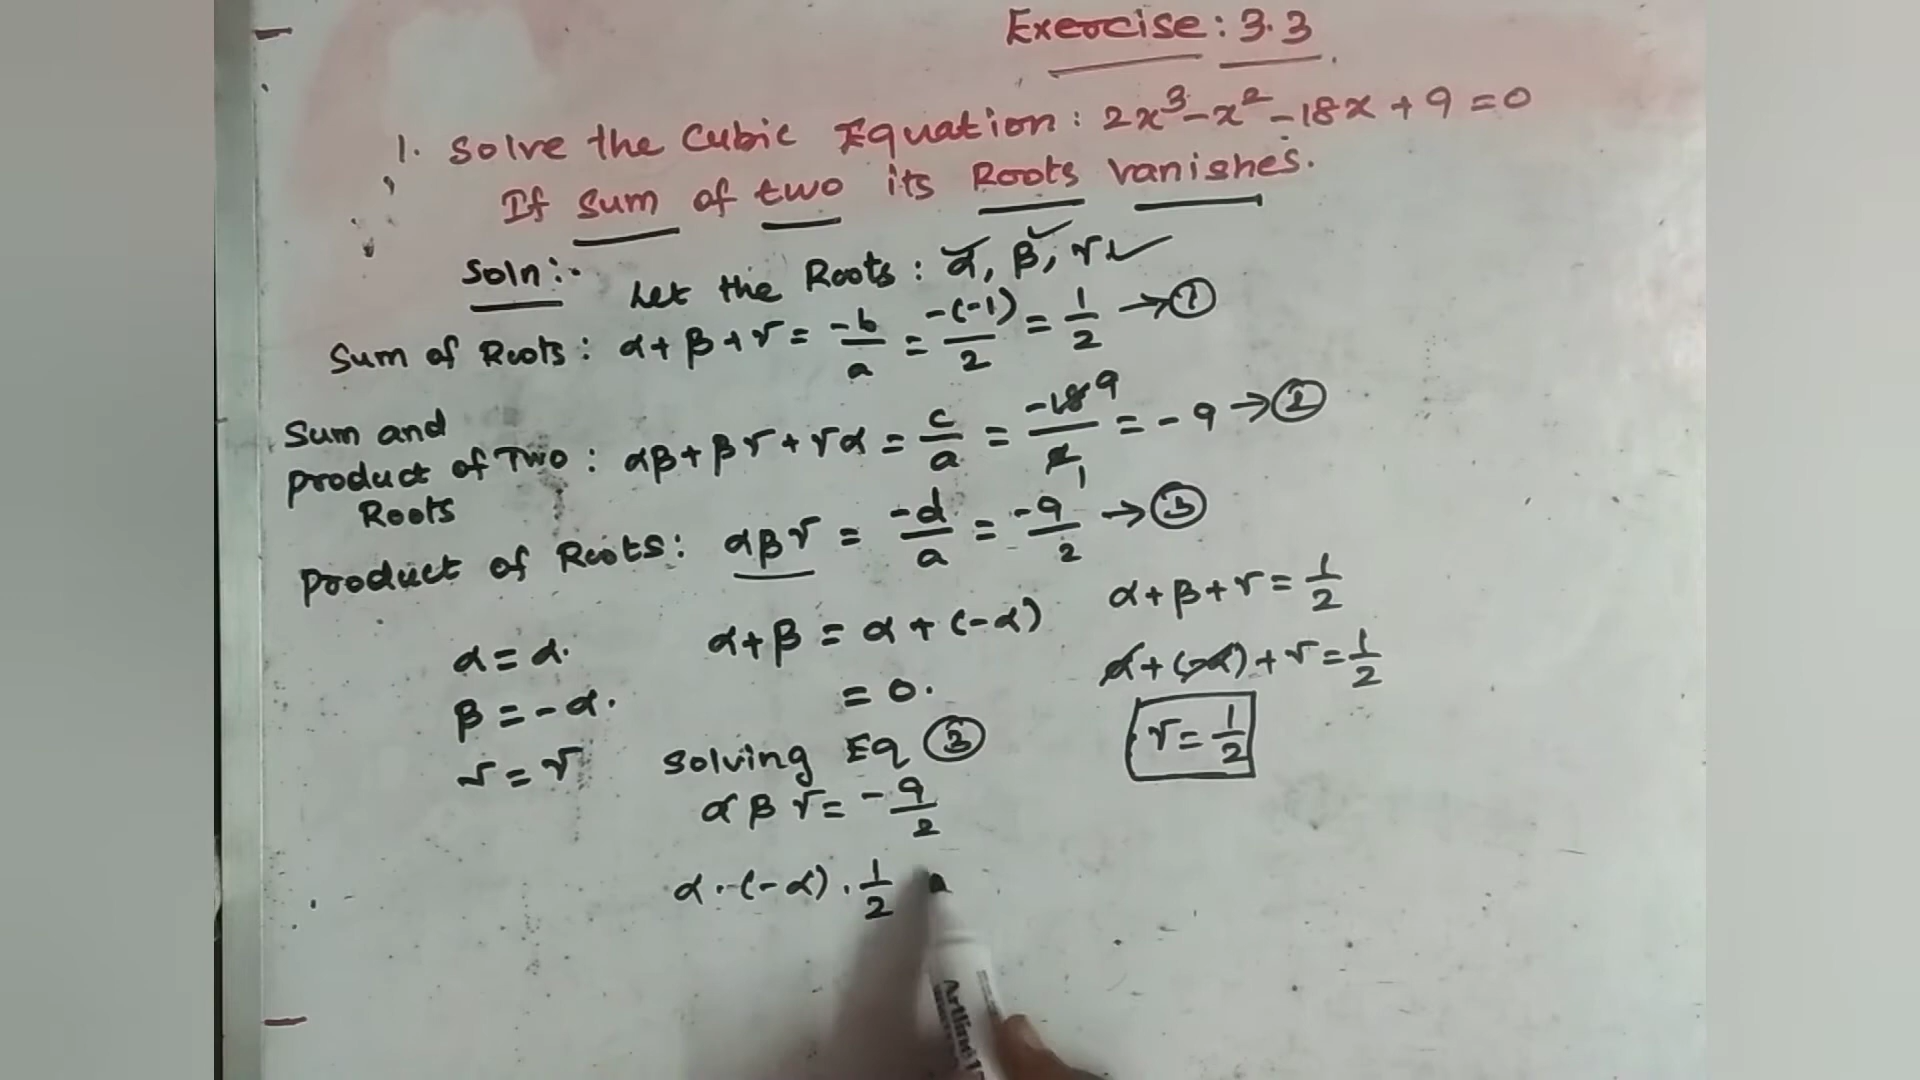 Exercise: 3.3
1. Solve the Cubic Equation: 2x³-x²-18x+9=0
If Sum of two its Roots vanishes.
Soln:- Let the Roots: α, β, γ
Sum of Roots: α+β+γ = -b/a = -(-1)/2 = 1/2 → ①
Sum and
product of Two: αβ+βγ+γα = c/a = -18/2 = -9 → ②
Roots
Product of Roots: αβγ = -d/a = -9/2 → ③
α=α.
β=-α.
γ=γ
α+β = α+(-α)
= 0.
Solving Eq ③
αβγ = -9/2
α.(-α).1/2
α+β+γ = 1/2
α+(-α)+γ = 1/2
γ = 1/2
Artline